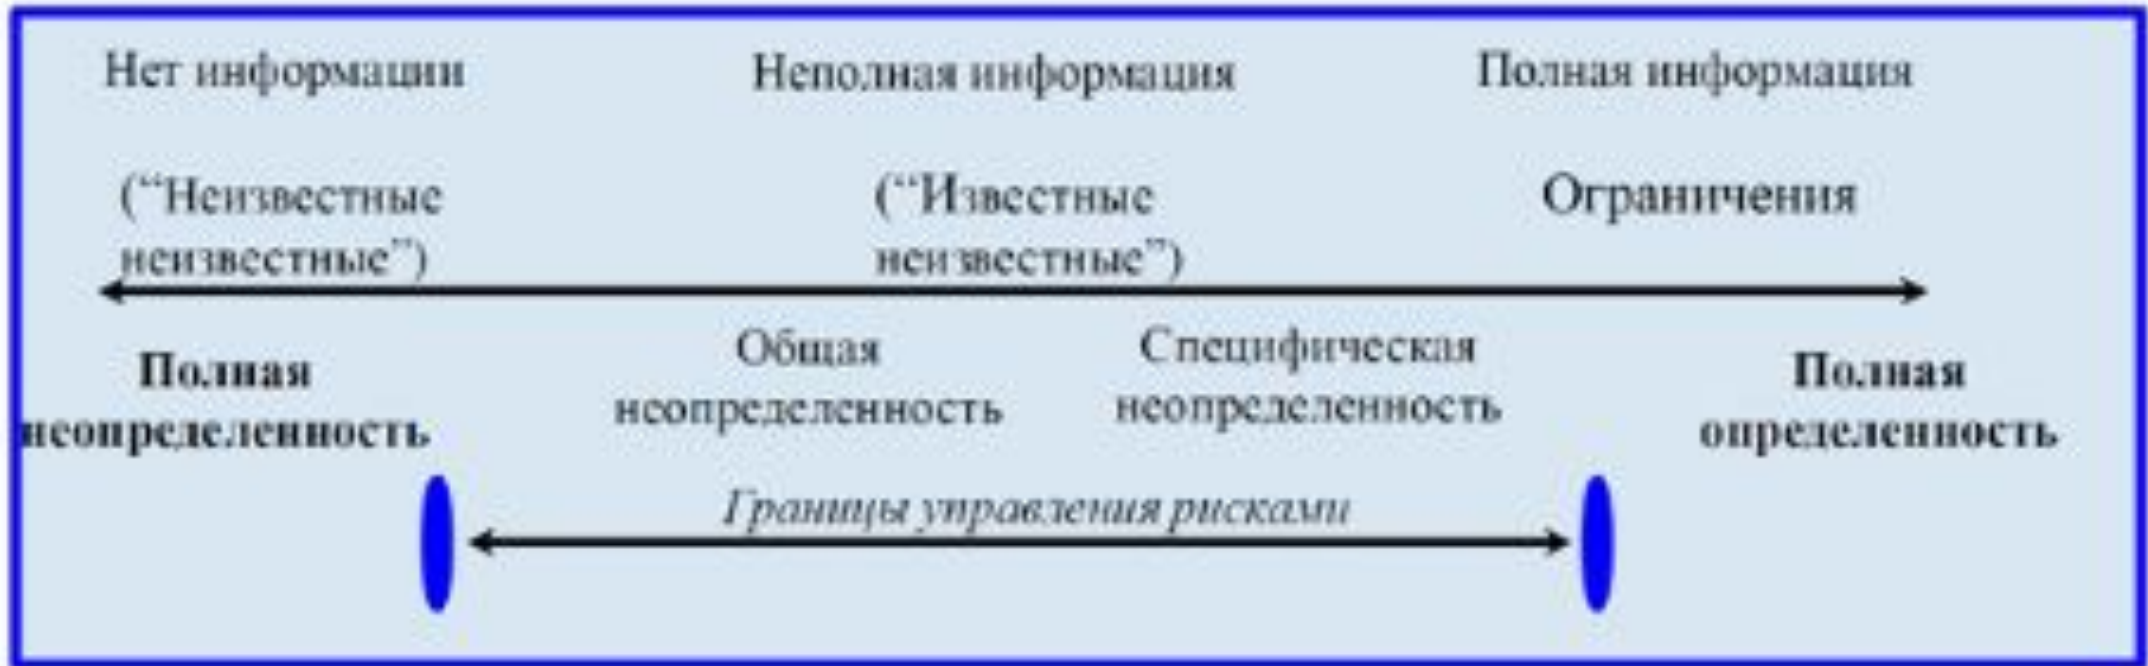 Нет информации Неполная информация Полная информация
(“Неизвестные (“Известные Ограничения
неизвестные”) неизвестные”)
Общая Специфическая
Полная Полная
неопределенность неопределенность
неопределенность определенность
Границы управления рисками